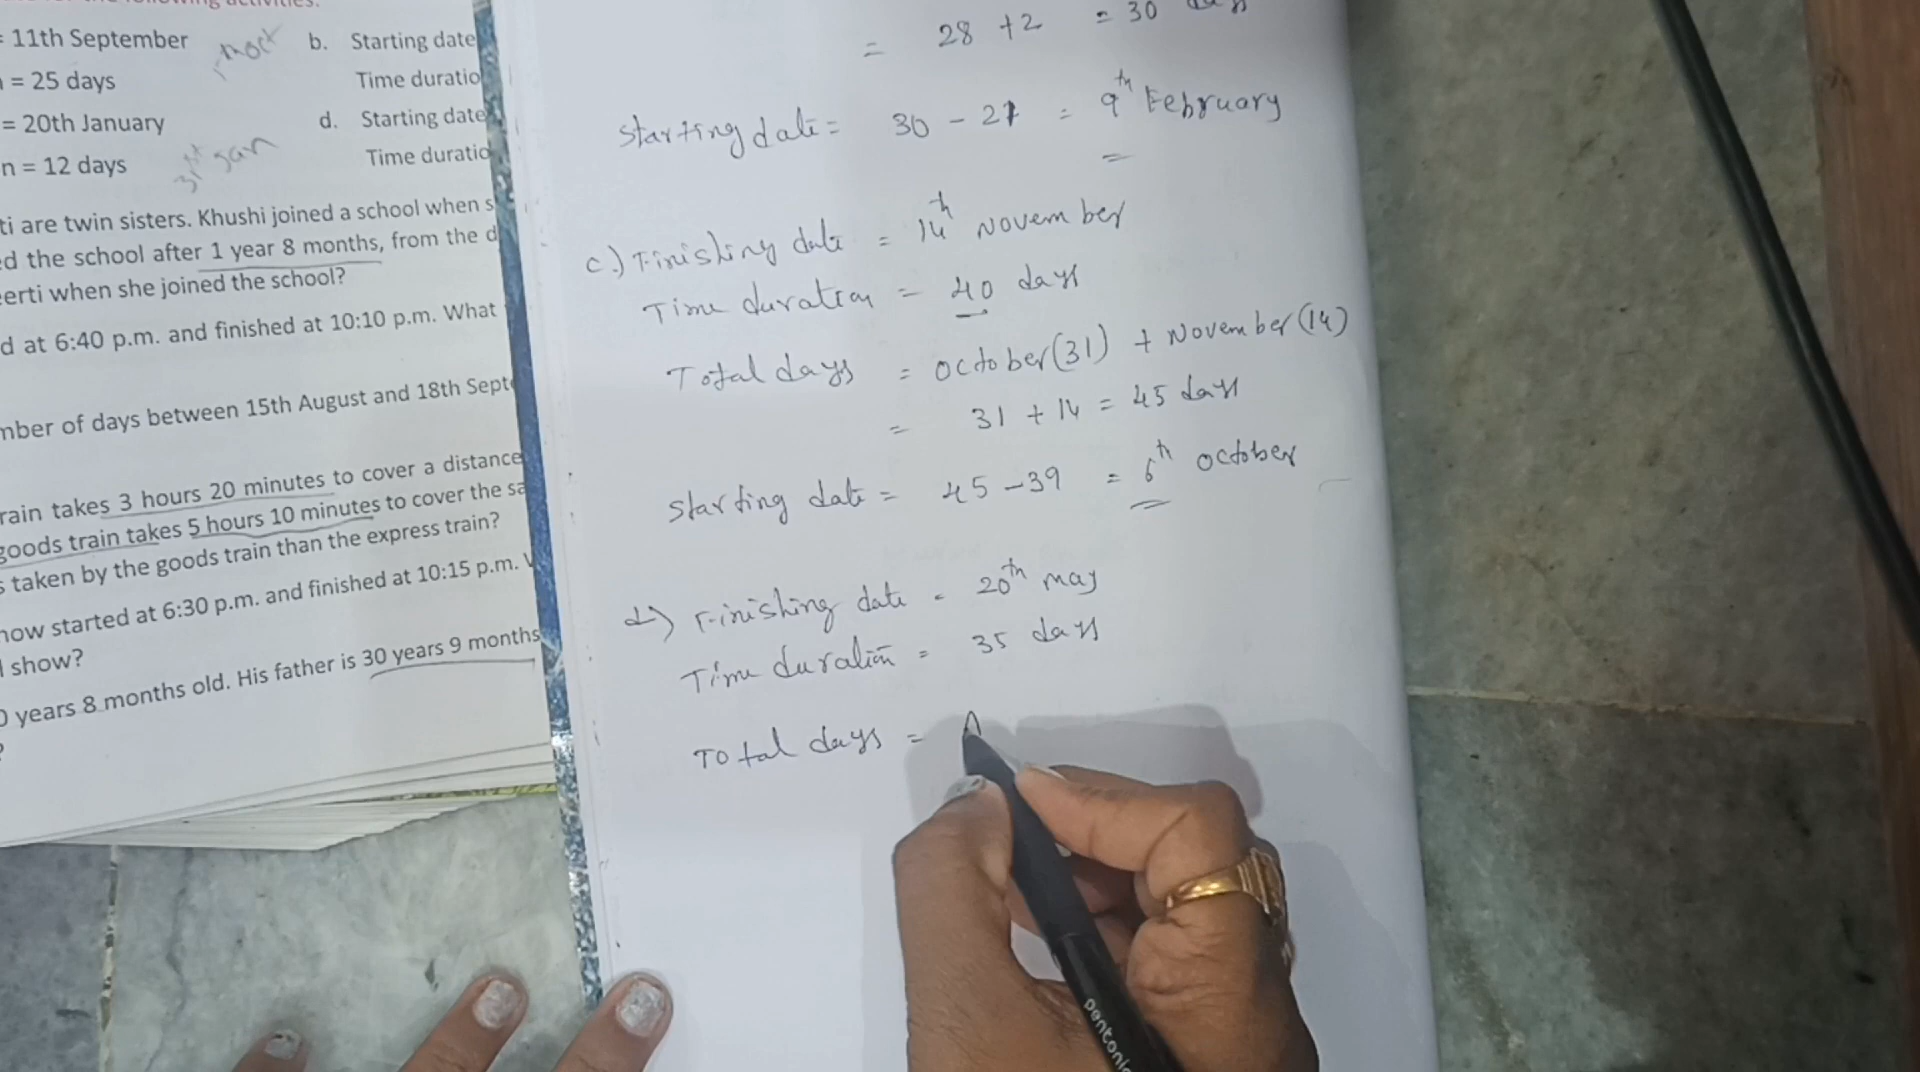 = 11th September
b. Starting date
= 25 days
Time duratio
= 20th January
d. Starting date
n = 12 days
31st Jan
Time duratio
ti are twin sisters. Khushi joined a school when s
ed the school after 1 year 8 months, from the d
erti when she joined the school?
d at 6:40 p.m. and finished at 10:10 p.m. What
mber of days between 15th August and 18th Sept
rain takes 3 hours 20 minutes to cover a distance
goods train takes 5 hours 10 minutes to cover the sa
s taken by the goods train than the express train?
how started at 6:30 p.m. and finished at 10:15 p.m.
l show?
0 years 8 months old. His father is 30 years 9 months
= 28 + 2 = 30
Starting date = 30 - 21 = 9th February
c.) Finishing date = 14th November
Time duration = 40 days
Total days = October(31) + November(14)
= 31 + 14 = 45 days
Starting date = 45 - 39 = 6th October
d) Finishing date = 20th may
Time duration = 35 days
Total days = A
pentonic